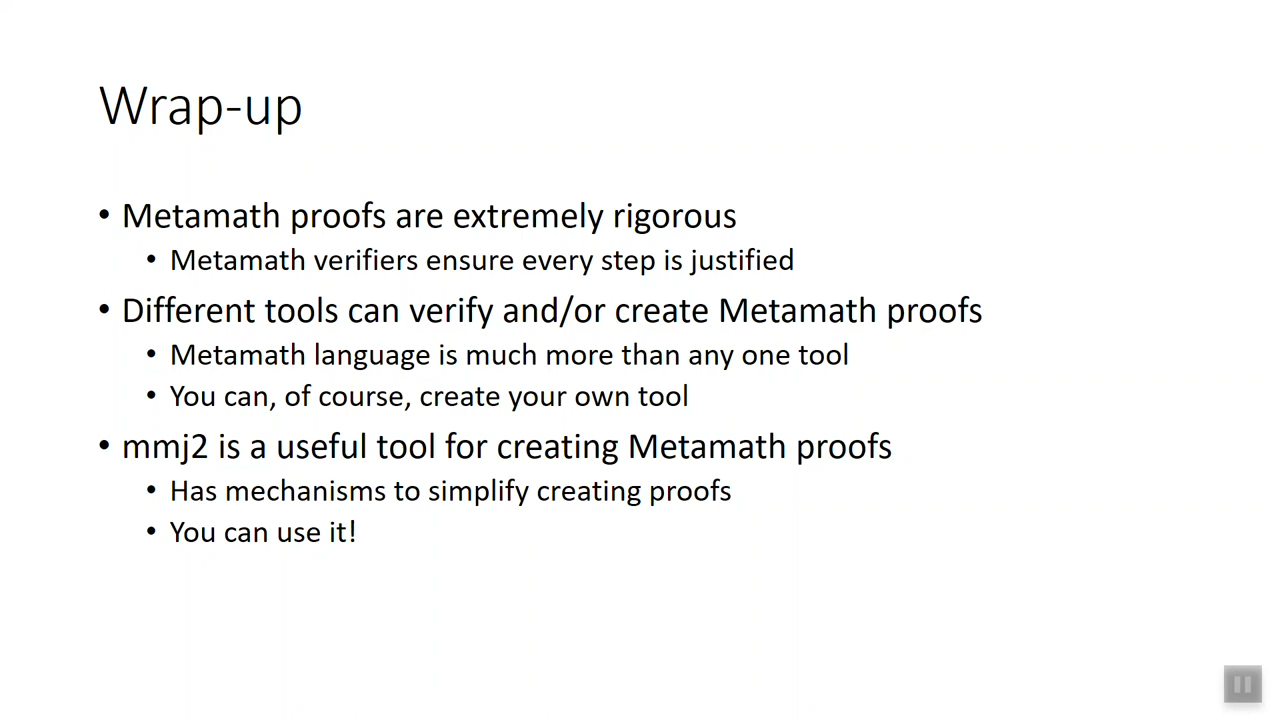 Wrap-up
• Metamath proofs are extremely rigorous
• Metamath verifiers ensure every step is justified
• Different tools can verify and/or create Metamath proofs
• Metamath language is much more than any one tool
• You can, of course, create your own tool
• mmj2 is a useful tool for creating Metamath proofs
• Has mechanisms to simplify creating proofs
• You can use it!